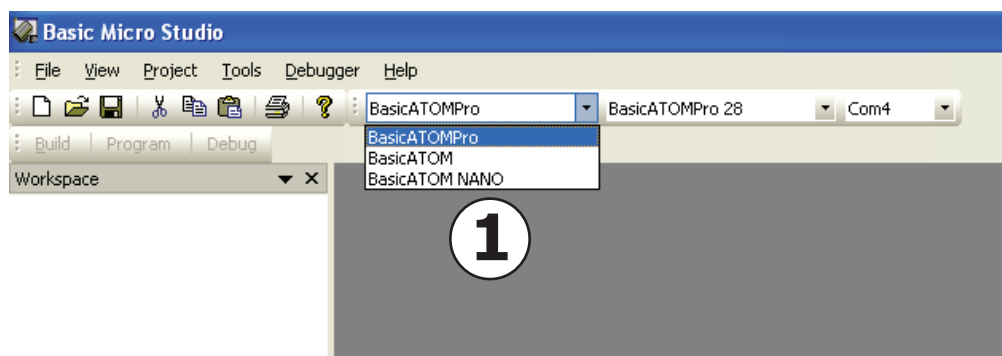 Basic Micro Studio
File View Project Tools Debugger Help
BasicATOMPro BasicATOMPro 28 Com4
BasicATOMPro
BasicATOM
BasicATOM NANO
Build Program Debug
Workspace
1